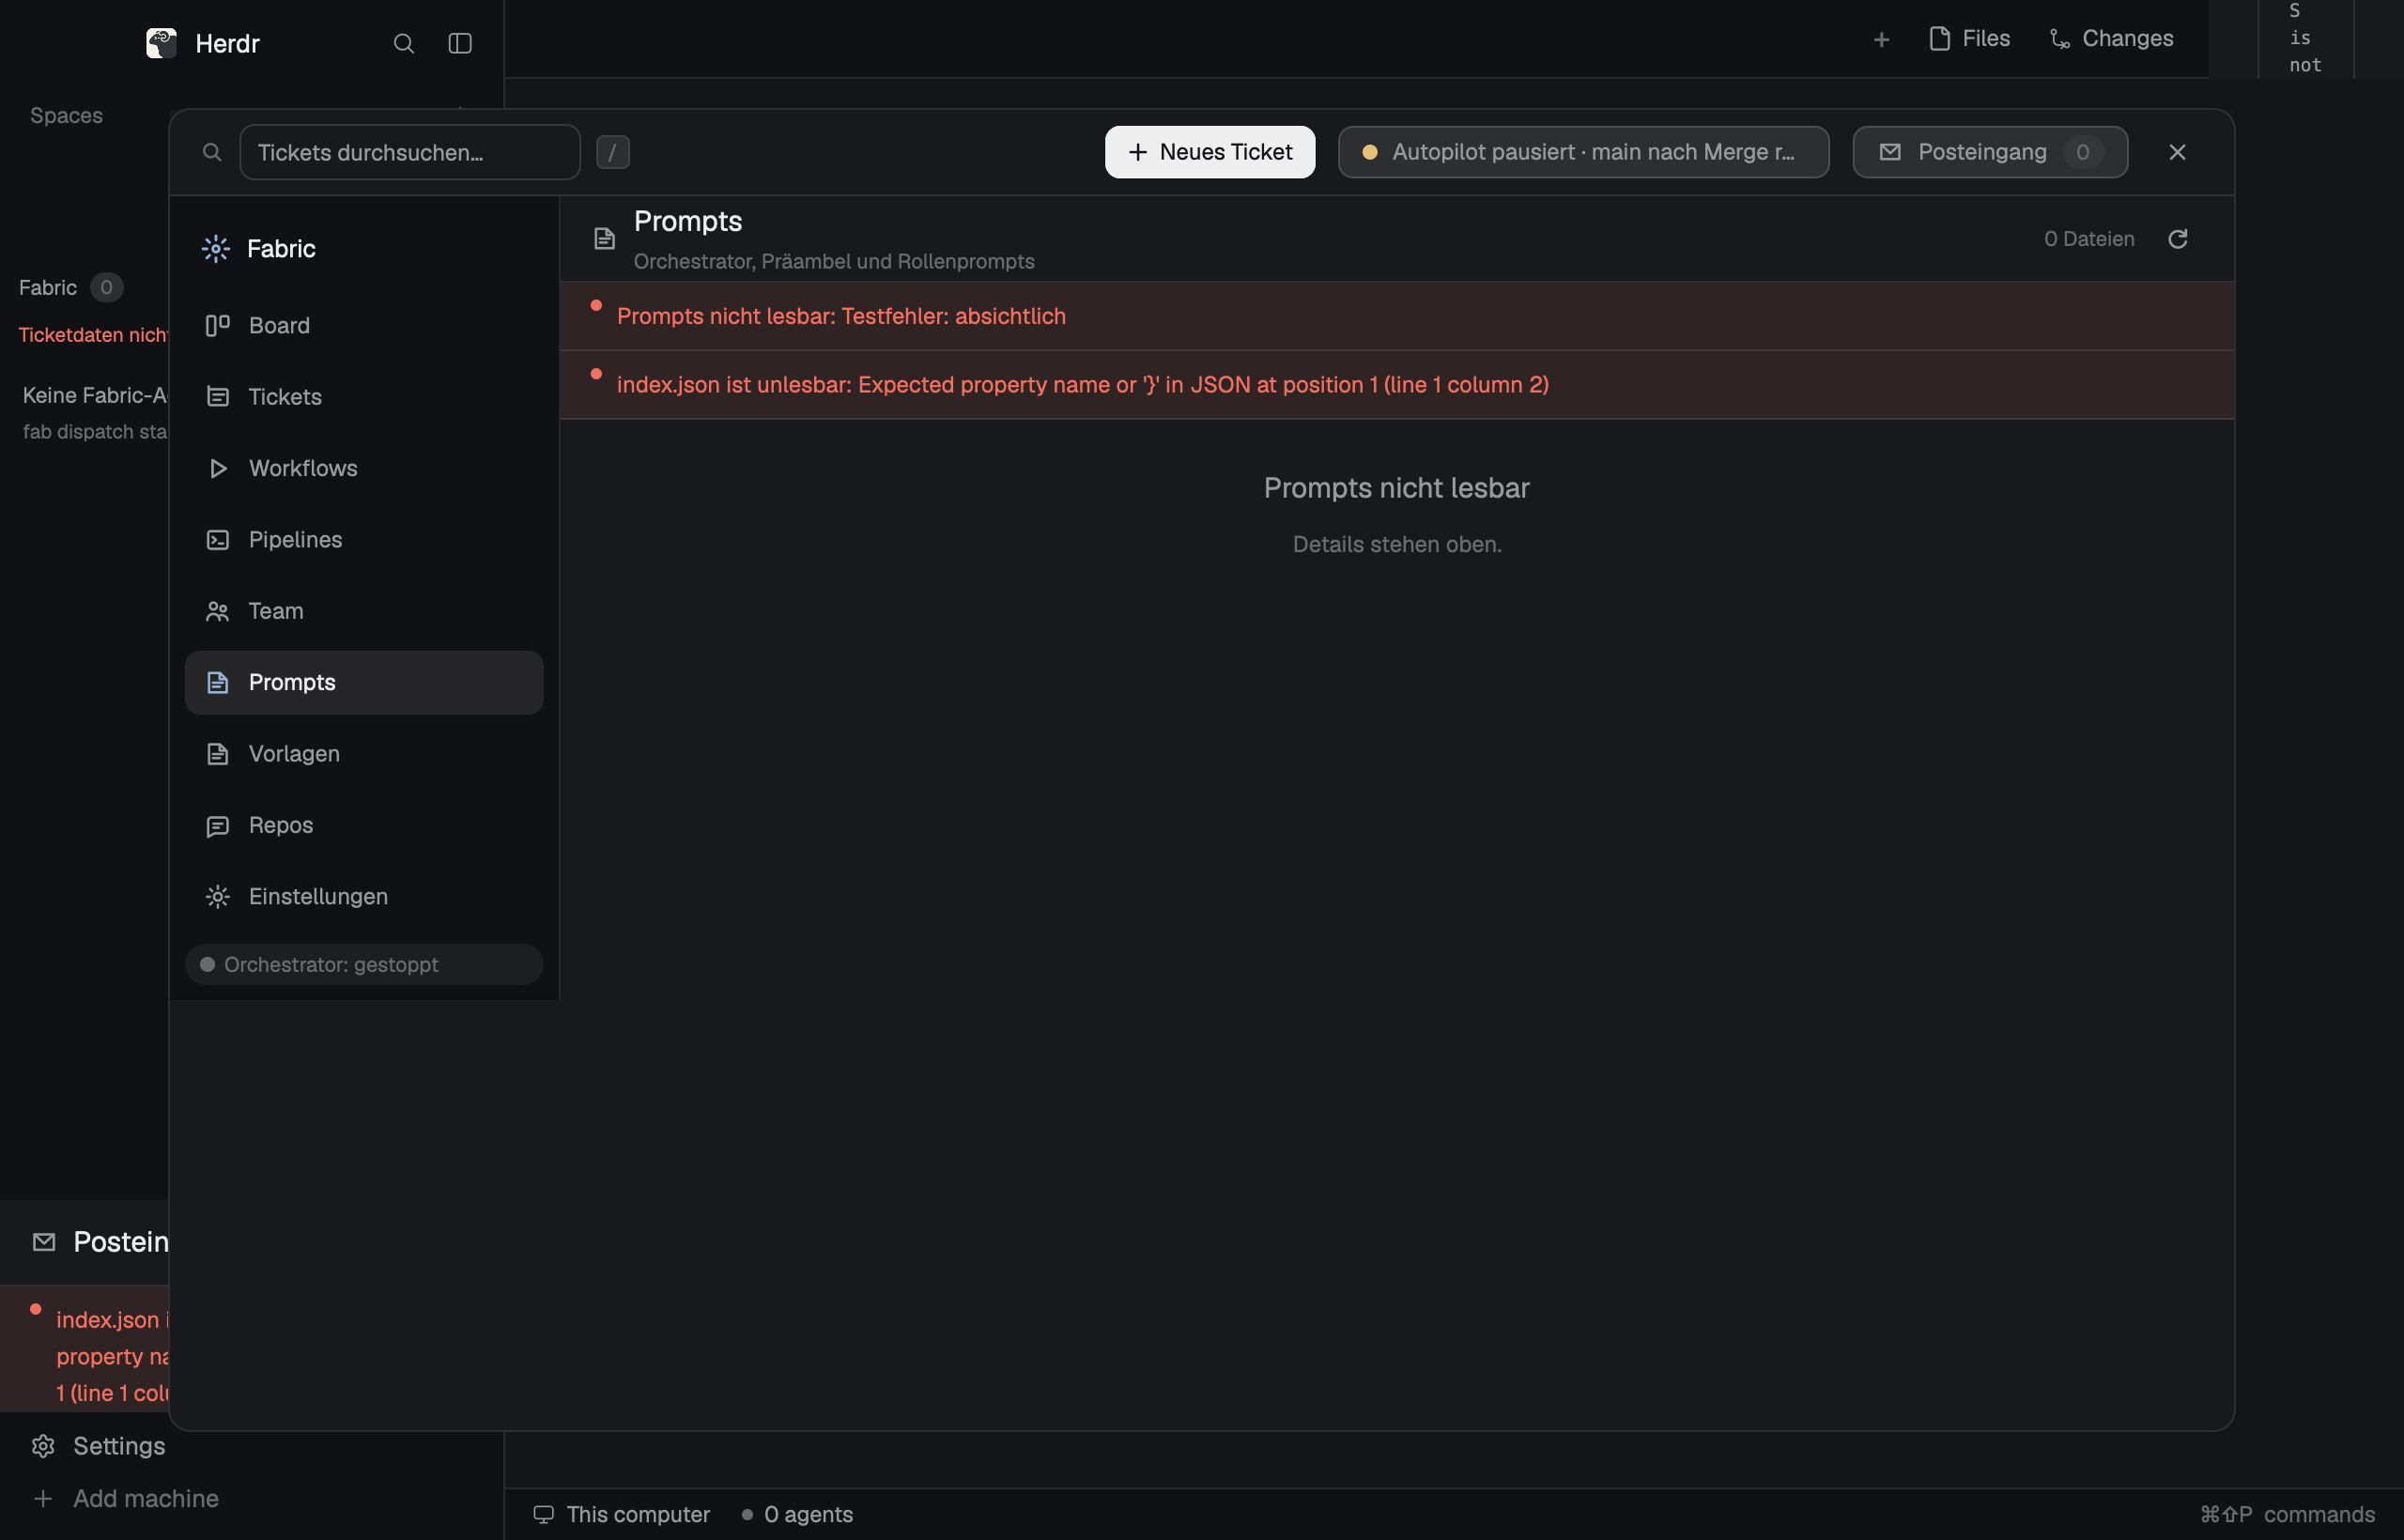 Herdr
+
Files
Changes
S
is
not
Spaces
Fabric 0
Ticketdaten nich
Keine Fabric-A
fab dispatch sta
Tickets durchsuchen...
/
+ Neues Ticket
Autopilot pausiert · main nach Merge r...
Posteingang 0
Fabric
Board
Tickets
Workflows
Pipelines
Team
Prompts
Vorlagen
Repos
Einstellungen
Orchestrator: gestoppt
Prompts
Orchestrator, Präambel und Rollenprompts
0 Dateien
Prompts nicht lesbar: Testfehler: absichtlich
index.json ist unlesbar: Expected property name or '}' in JSON at position 1 (line 1 column 2)
Prompts nicht lesbar
Details stehen oben.
Postein
index.json i
property na
1 (line 1 colu
Settings
+ Add machine
This computer
0 agents
⌘⇧P commands